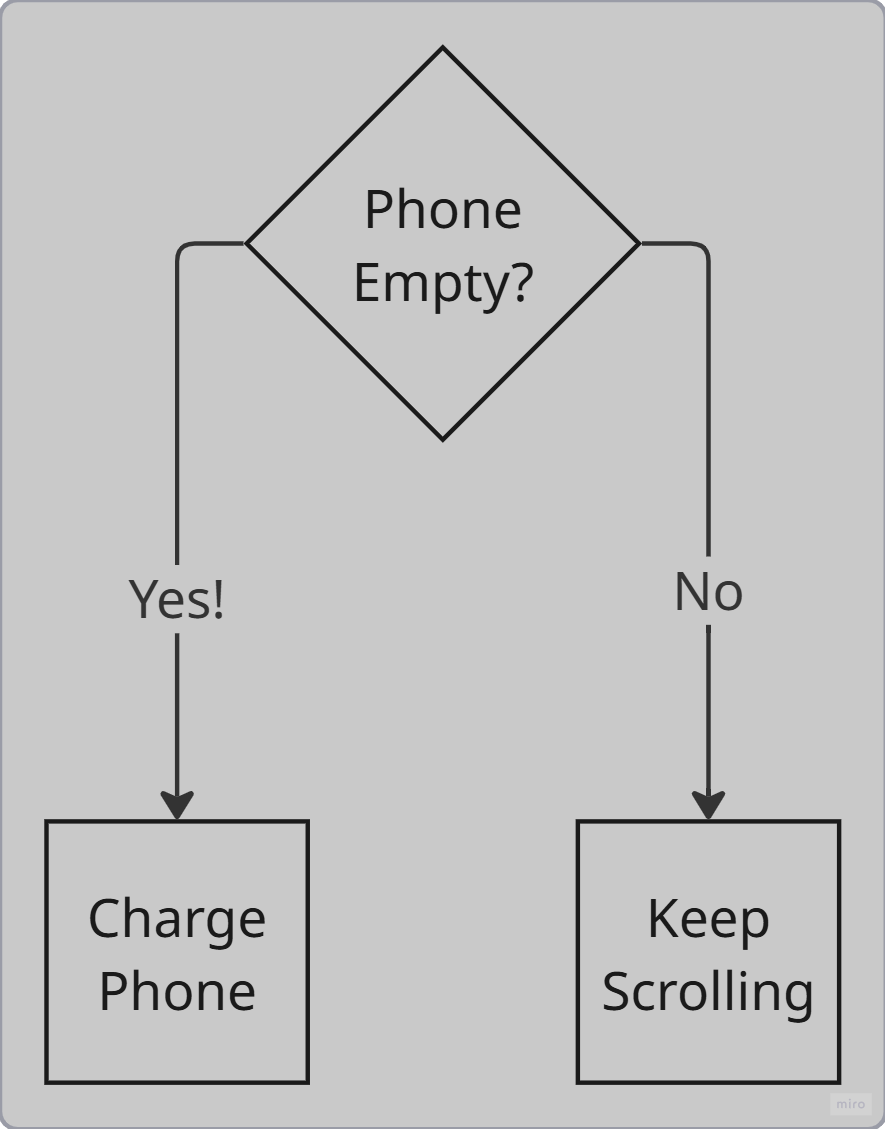 Phone
Empty?
Yes!
No
Charge
Phone
Keep
Scrolling
miro